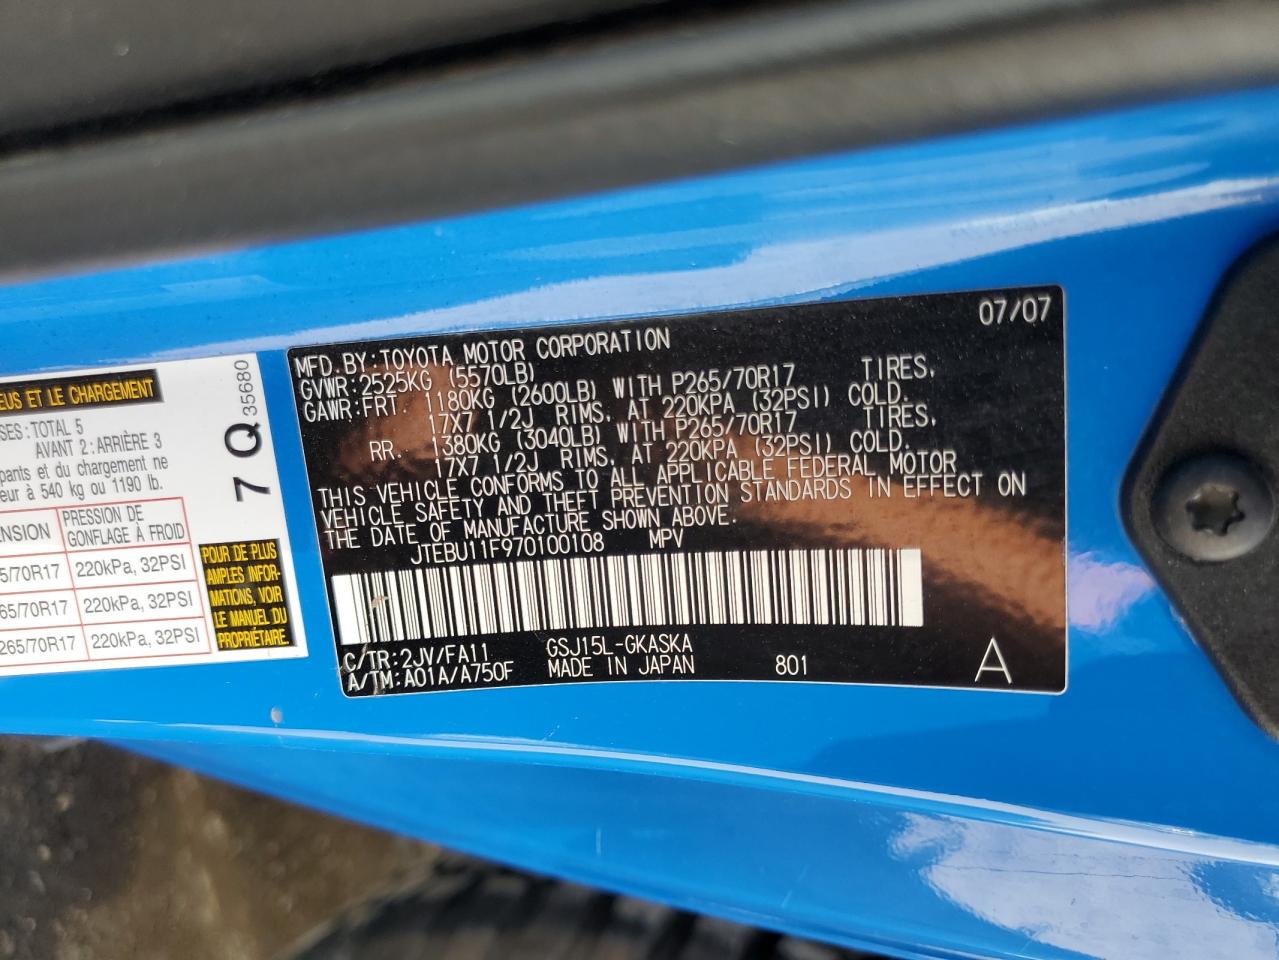 EUS ET LE CHARGEMENT
SES : TOTAL 5
AVANT 2 : ARRIÈRE 3
pants et du chargement ne
eur à 540 kg ou 1190 lb.
ENSION PRESSION DE GONFLAGE À FROID
5/70R17 220kPa, 32PSI
65/70R17 220kPa, 32PSI
265/70R17 220kPa, 32PSI
7 Q 35680
POUR DE PLUS
AMPLES INFOR-
MATIONS, VOIR
LE MANUEL DU
PROPRIÉTAIRE.
07/07
MFD. BY: TOYOTA MOTOR CORPORATION
GVWR: 2525KG (5570LB)
GAWR: FRT. 1180KG (2600LB) WITH P265/70R17 TIRES,
17X7 1/2J RIMS, AT 220KPA (32PSI) COLD.
RR. 1380KG (3040LB) WITH P265/70R17 TIRES,
17X7 1/2J RIMS, AT 220KPA (32PSI) COLD.
THIS VEHICLE CONFORMS TO ALL APPLICABLE FEDERAL MOTOR
VEHICLE SAFETY AND THEFT PREVENTION STANDARDS IN EFFECT ON
THE DATE OF MANUFACTURE SHOWN ABOVE.
JTEBU11F970100108 MPV
C/TR: 2JV/FA11 GSJ15L-GKASKA
A/TM: A01A/A750F MADE IN JAPAN 801 A